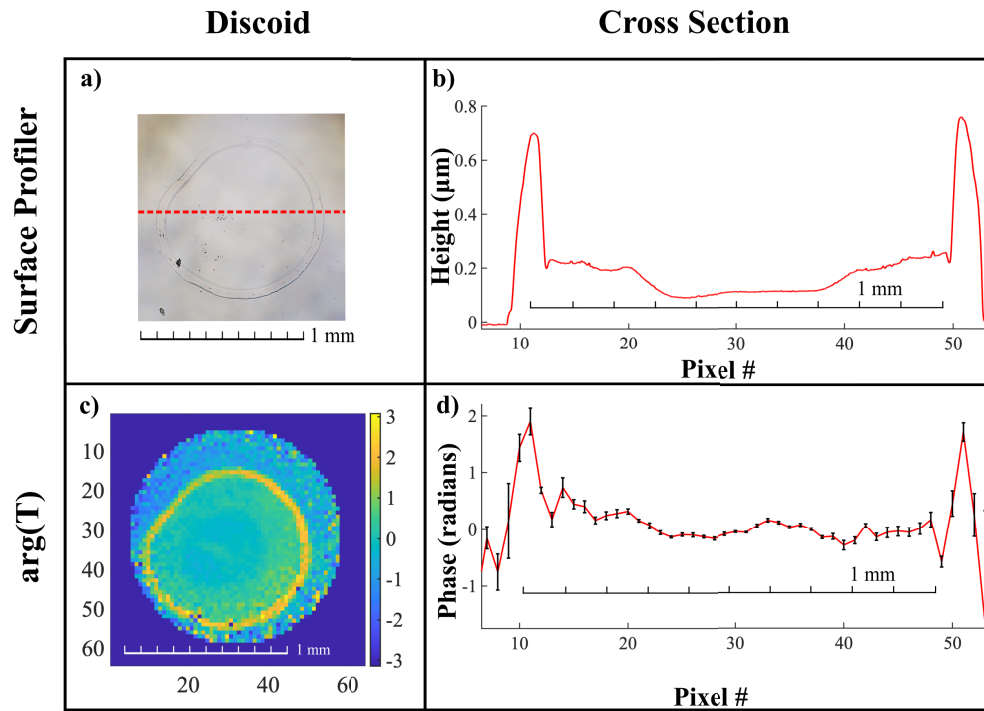 Discoid
Cross Section
Surface Profiler
a)
1 mm
b)
Height (µm)
0.8
0.6
0.4
0.2
0
1 mm
10
20
30
40
50
Pixel #
arg(T)
c)
10
20
30
40
50
60
1 mm
20
40
60
3
2
1
0
-1
-2
-3
d)
Phase (radians)
2
1
0
-1
1 mm
10
20
30
40
50
Pixel #